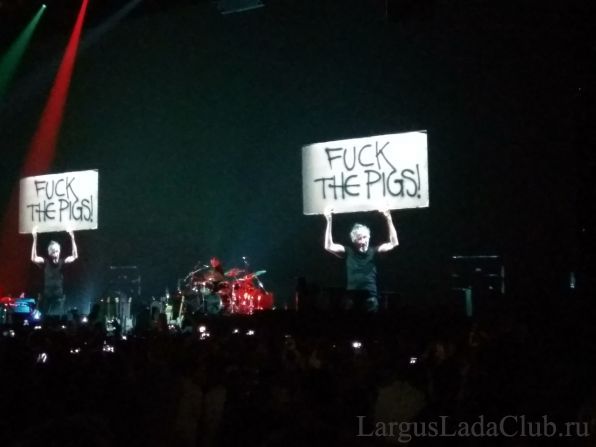 FUCK
THE PIGS!
FUCK
THE PIGS!
LargusLadaClub.ru